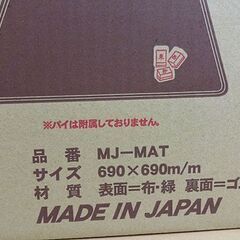 ※パイは附属しておりません。
品番 MJ-MAT
サイズ 690×690m/m
材質 表面=布・緑 裏面=ゴ
MADE IN JAPAN